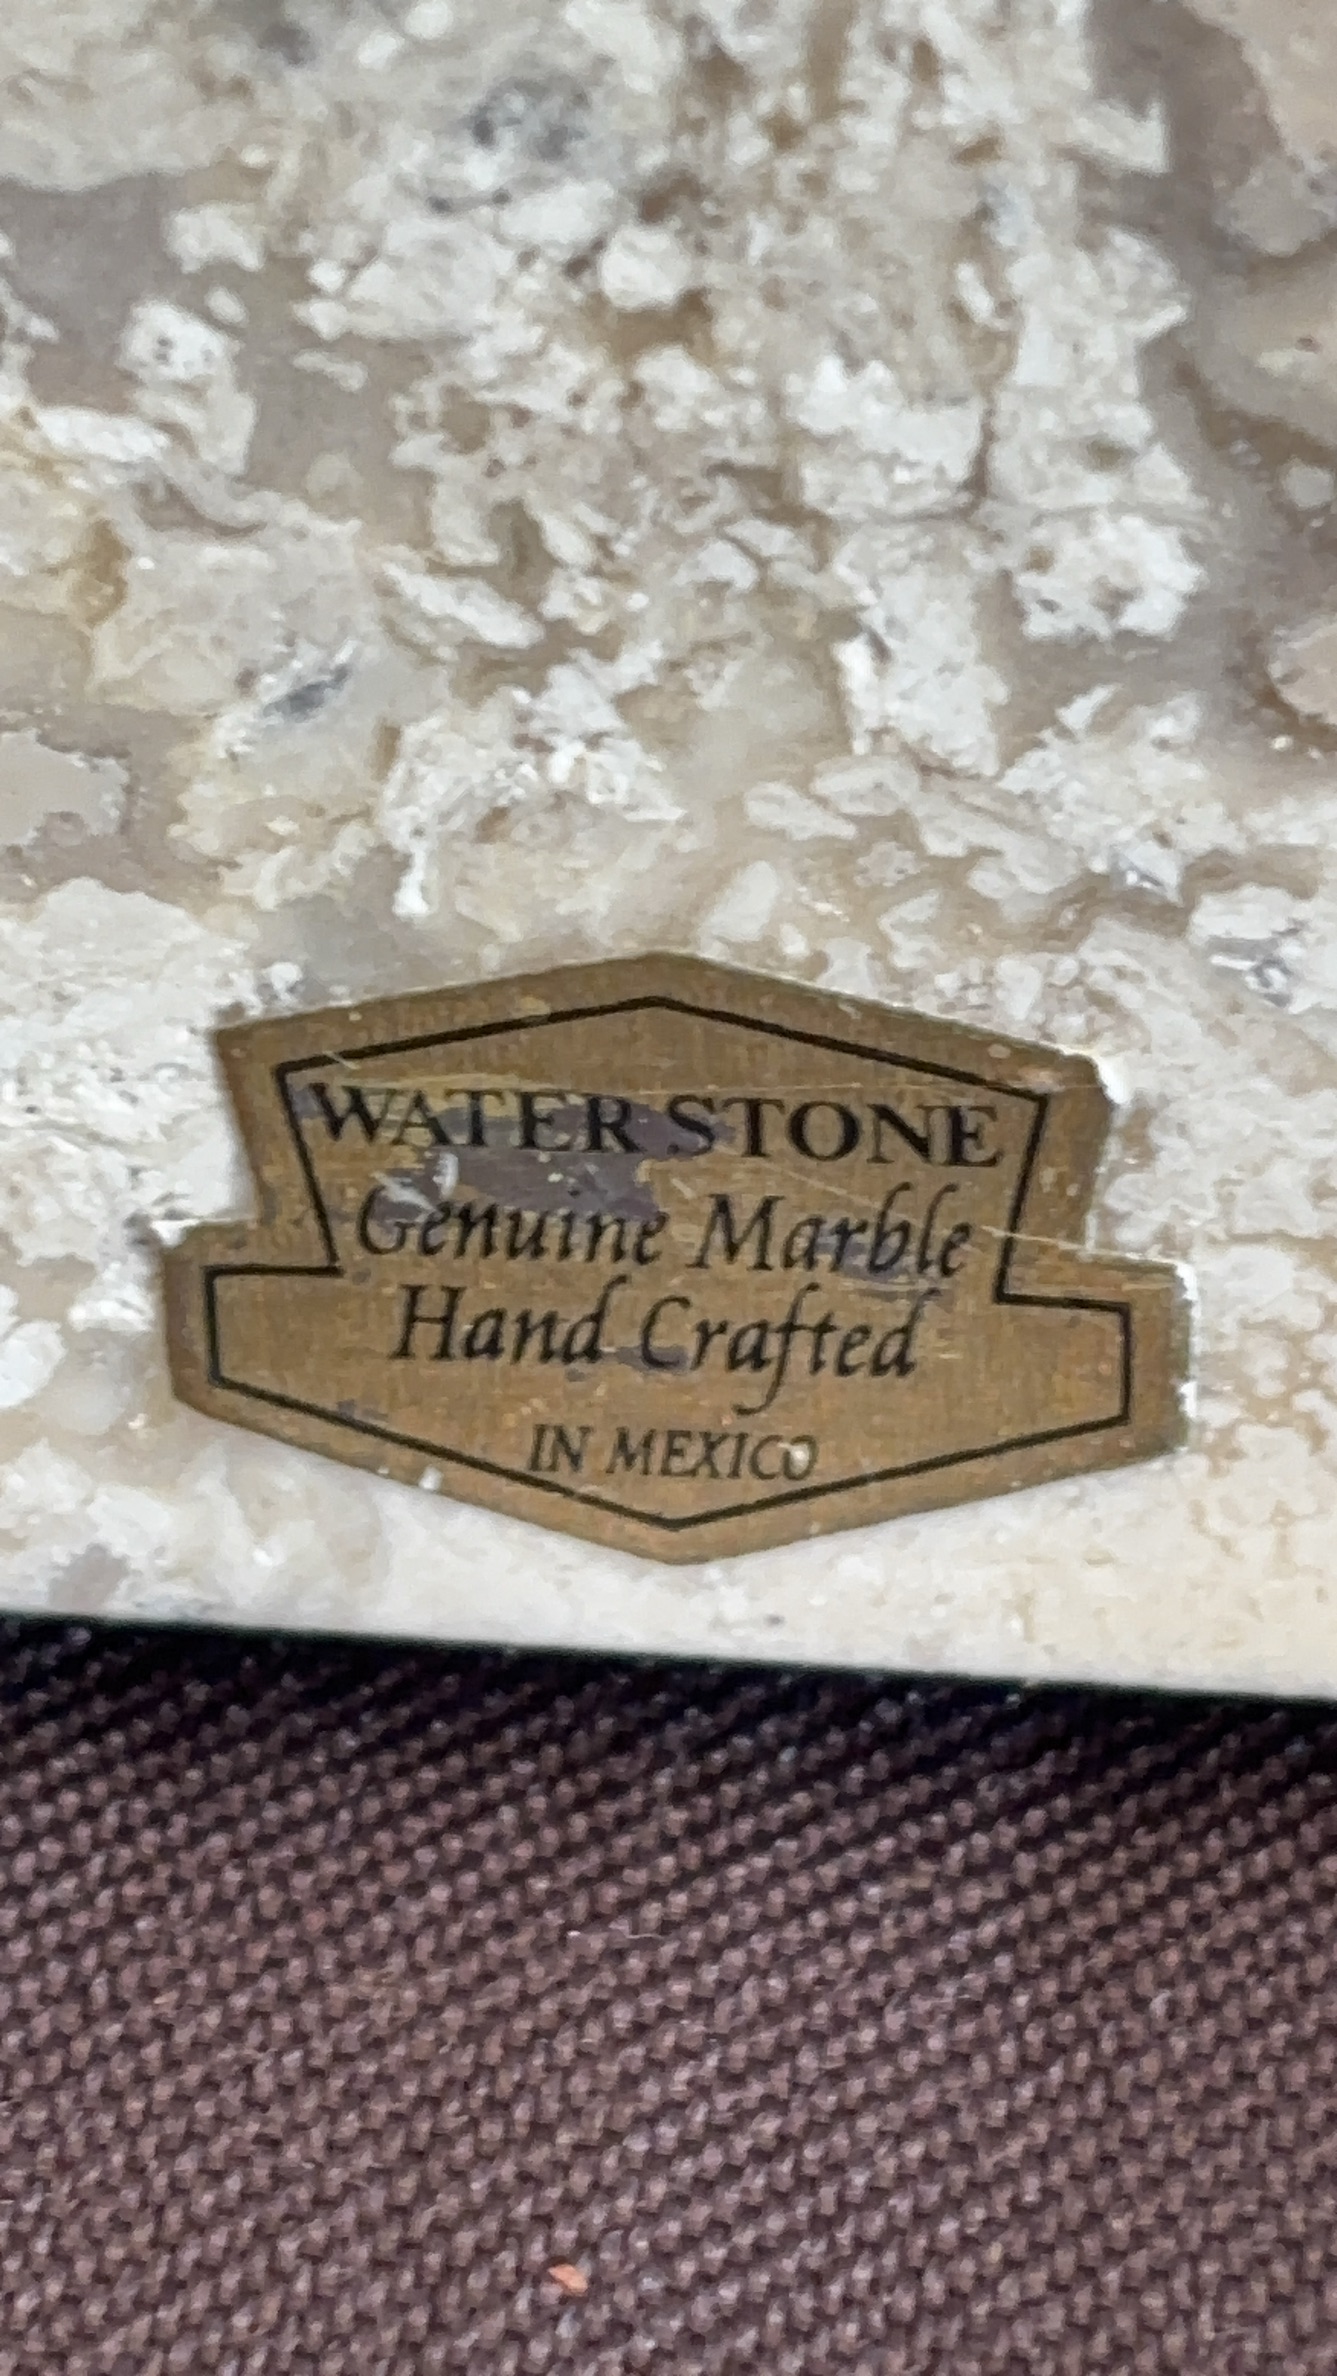 WATER STONE
Genuine Marble
Hand Crafted
IN MEXICO